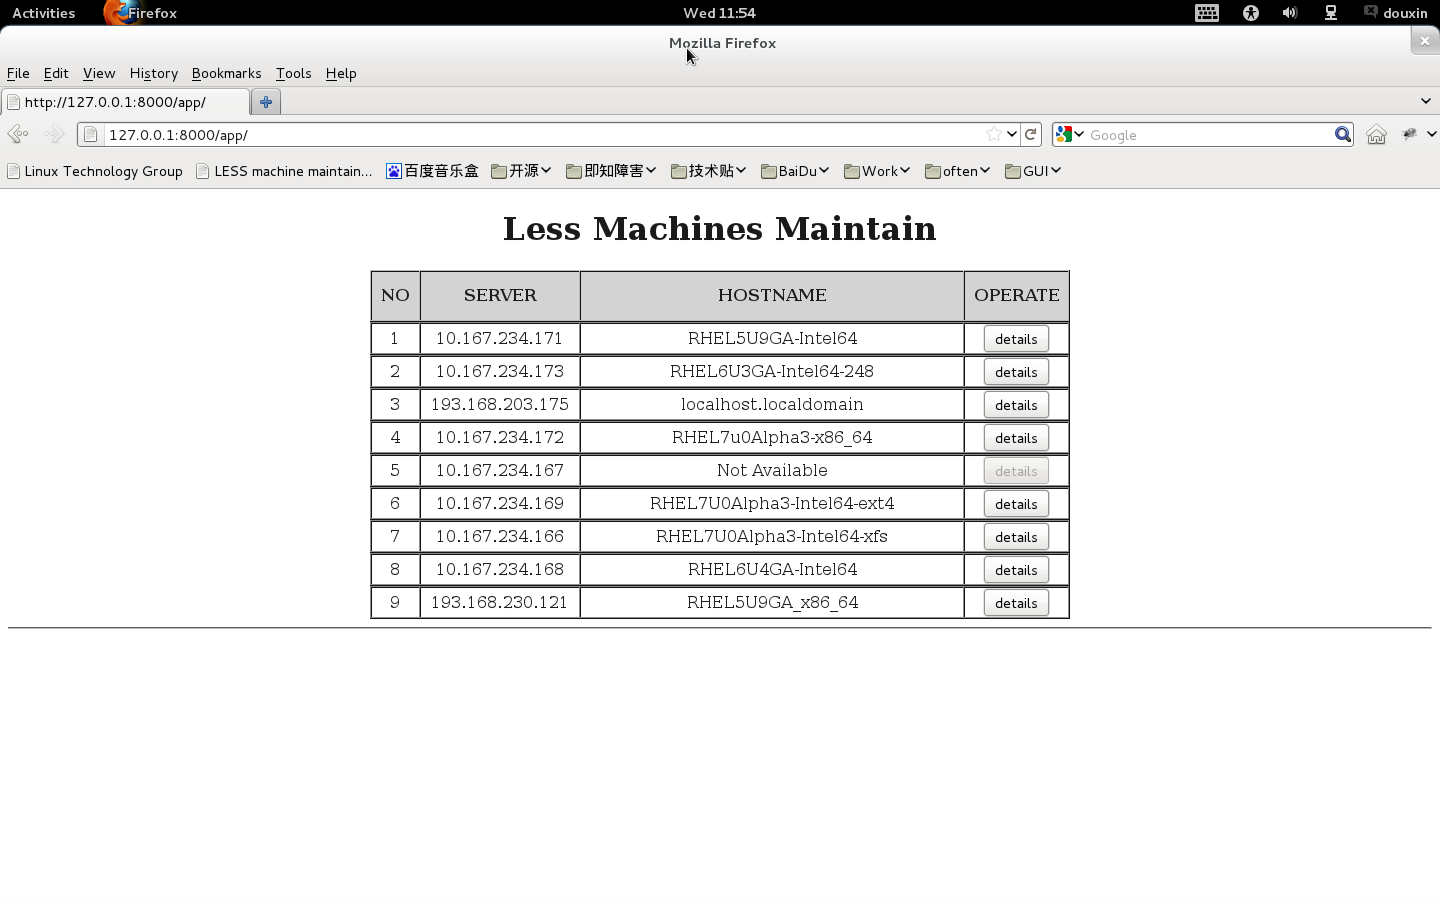 Activities Firefox Wed 11:54 douxin
Mozilla Firefox
File Edit View History Bookmarks Tools Help
http://127.0.0.1:8000/app/
127.0.0.1:8000/app/ Google
Linux Technology Group LESS machine maintain... 百度音乐盒 开源 即知障害 技术贴 BaiDu Work often GUI
Less Machines Maintain
NO SERVER HOSTNAME OPERATE
1 10.167.234.171 RHEL5U9GA-Intel64 details
2 10.167.234.173 RHEL6U3GA-Intel64-248 details
3 193.168.203.175 localhost.localdomain details
4 10.167.234.172 RHEL7u0Alpha3-x86_64 details
5 10.167.234.167 Not Available details
6 10.167.234.169 RHEL7U0Alpha3-Intel64-ext4 details
7 10.167.234.166 RHEL7U0Alpha3-Intel64-xfs details
8 10.167.234.168 RHEL6U4GA-Intel64 details
9 193.168.230.121 RHEL5U9GA_x86_64 details